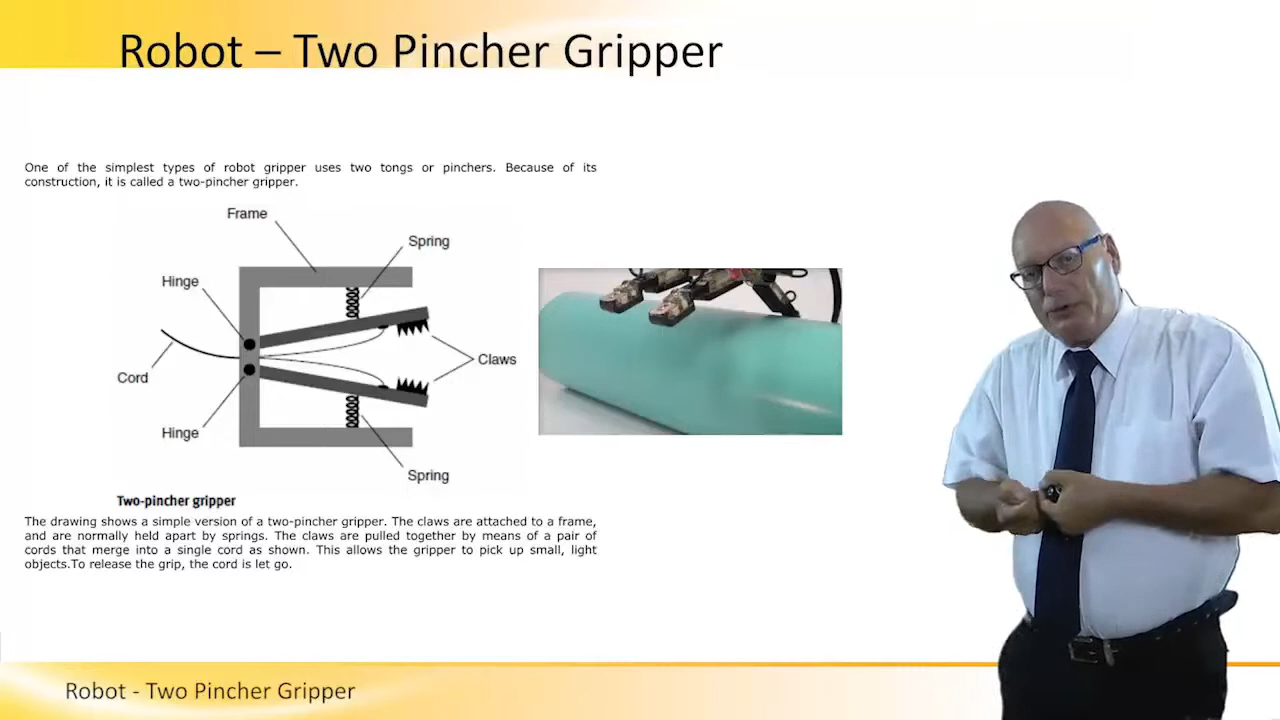 Robot – Two Pincher Gripper
One of the simplest types of robot gripper uses two tongs or pinchers. Because of its
construction, it is called a two-pincher gripper.
Frame
Spring
Hinge
Claws
Cord
Hinge
Spring
Two-pincher gripper
The drawing shows a simple version of a two-pincher gripper. The claws are attached to a frame,
and are normally held apart by springs. The claws are pulled together by means of a pair of
cords that merge into a single cord as shown. This allows the gripper to pick up small, light
objects.To release the grip, the cord is let go.
Robot - Two Pincher Gripper